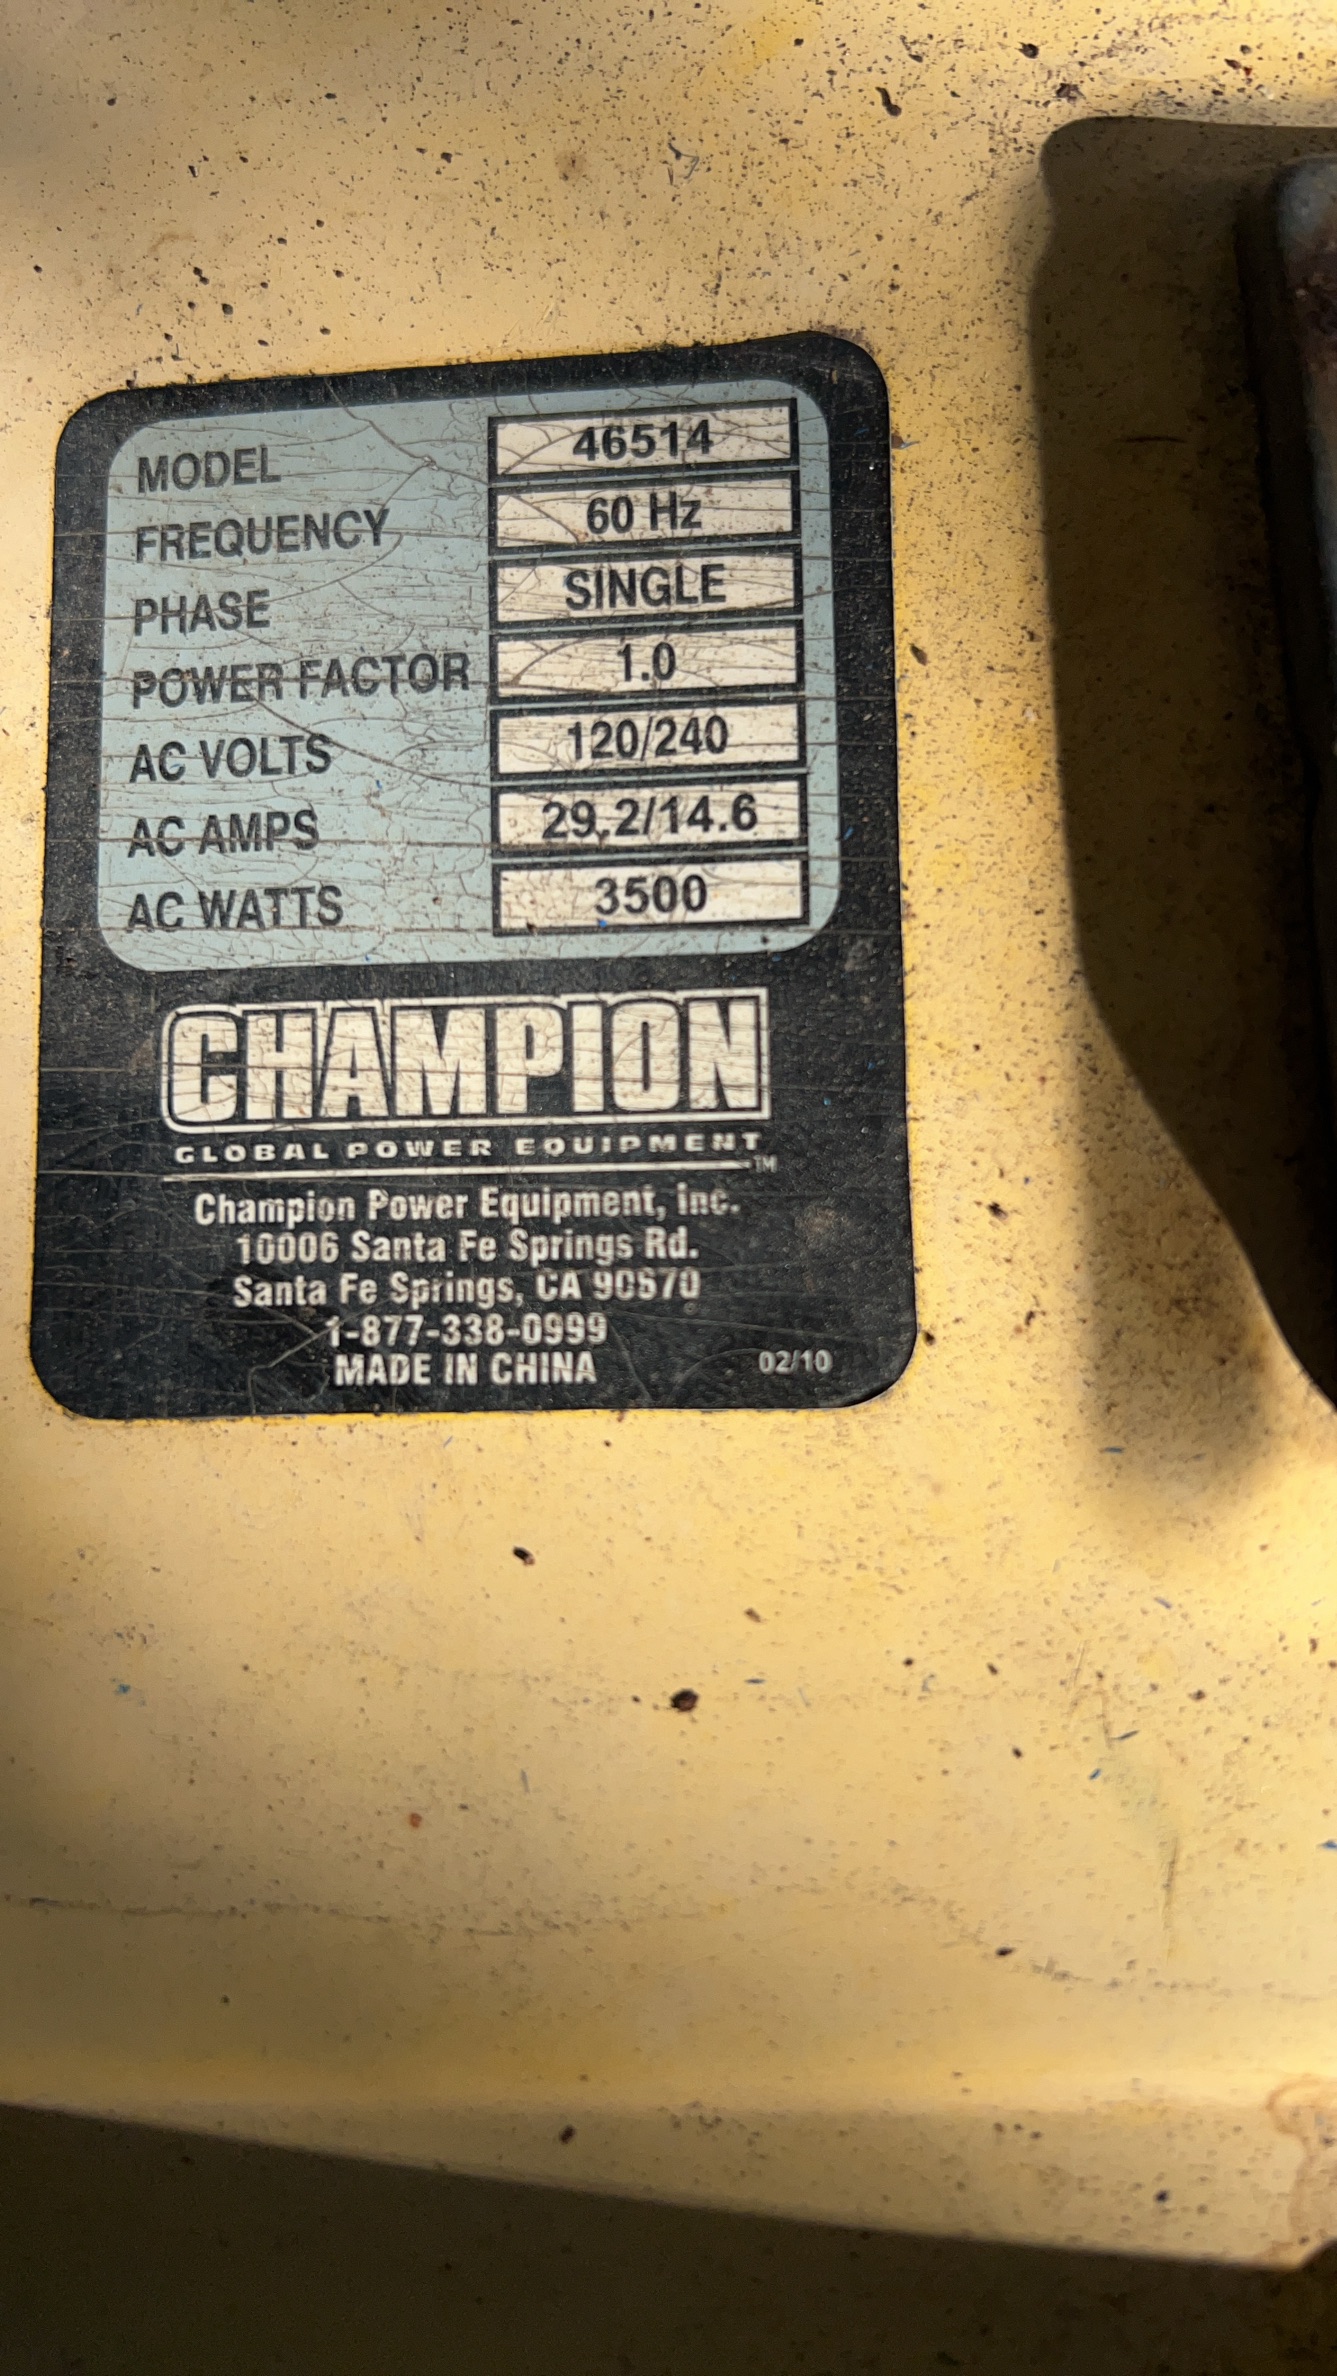 MODEL 46514
FREQUENCY 60 Hz
PHASE SINGLE
POWER FACTOR 1.0
AC VOLTS 120/240
AC AMPS 29.2/14.6
AC WATTS 3500
CHAMPION
GLOBAL POWER EQUIPMENT™
Champion Power Equipment, inc.
10006 Santa Fe Springs Rd.
Santa Fe Springs, CA 90670
1-877-338-0999
MADE IN CHINA 02/10